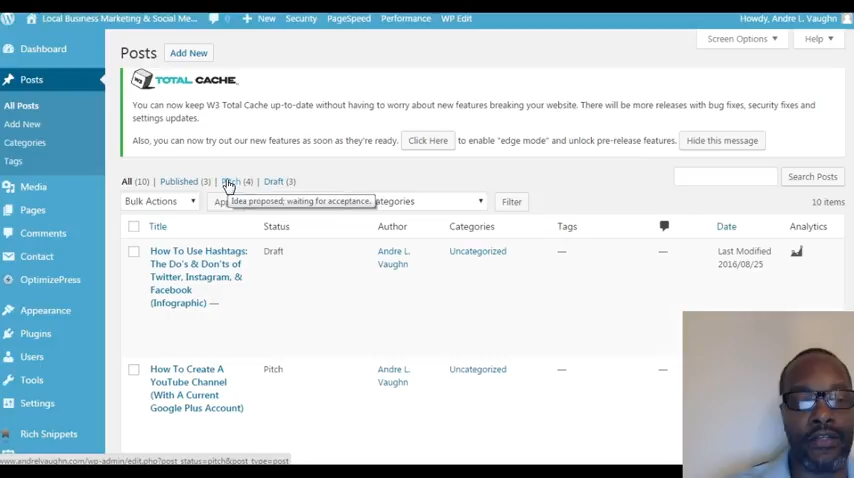 Local Business Marketing & Social Me... 0 + New Security PageSpeed Performance WP Edit Howdy, Andre L. Vaughn
Screen Options Help
Dashboard
Posts
All Posts
Add New
Categories
Tags
Media
Pages
Comments
Contact
OptimizePress
Appearance
Plugins
Users
Tools
Settings
Rich Snippets
Posts Add New
W3 TOTAL CACHE
You can now keep W3 Total Cache up-to-date without having to worry about new features breaking your website. There will be more releases with bug fixes, security fixes and
settings updates.
Also, you can now try out our new features as soon as they're ready. Click Here to enable "edge mode" and unlock pre-release features. Hide this message
All (10) | Published (3) | Pitch (4) | Draft (3)
Search Posts
Idea proposed; waiting for acceptance.
Bulk Actions Filter 10 items
Title Status Author Categories Tags Date Analytics
How To Use Hashtags: Draft Andre L. Uncategorized — — Last Modified
The Do's & Don'ts of Vaughn 2016/08/25
Twitter, Instagram, &
Facebook
(Infographic) —
How To Create A Pitch Andre L. Uncategorized — —
YouTube Channel Vaughn
(With A Current
Google Plus Account)
www.andrelvaughn.com/wp-admin/edit.php?post_status=pitch&post_type=post